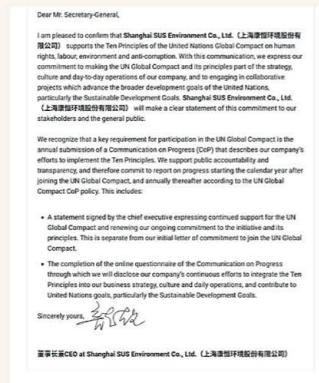 Dear Mr. Secretary-General,
I am pleased to confirm that Shanghai SUS Environment Co., Ltd. (上海康恒环境股份有
限公司) supports the Ten Principles of the United Nations Global Compact on human
rights, labour, environment and anti-corruption. With this communication, we express our
commitment to making the UN Global Compact and its principles part of the strategy,
culture and day-to-day operations of our company, and to engaging in collaborative
projects which advance the broader development goals of the United Nations,
particularly the Sustainable Development Goals. Shanghai SUS Environment Co., Ltd.
(上海康恒环境股份有限公司) will make a clear statement of this commitment to our
stakeholders and the general public.
We recognize that a key requirement for participation in the UN Global Compact is the
annual submission of a Communication on Progress (CoP) that describes our company's
efforts to implement the Ten Principles. We support public accountability and
transparency, and therefore commit to report on progress starting the calendar year after
joining the UN Global Compact, and annually thereafter according to the UN Global
Compact CoP policy. This includes:
• A statement signed by the chief executive expressing continued support for the UN
Global Compact and renewing our ongoing commitment to the initiative and its
principles. This is separate from our initial letter of commitment to join the UN Global
Compact.
• The completion of the online questionnaire of the Communication on Progress
through which we will disclose our company's continuous efforts to integrate the Ten
Principles into our business strategy, culture and daily operations, and contribute to
United Nations goals, particularly the Sustainable Development Goals.
Sincerely yours,
董事长兼CEO at Shanghai SUS Environment Co., Ltd. (上海康恒环境股份有限公司)